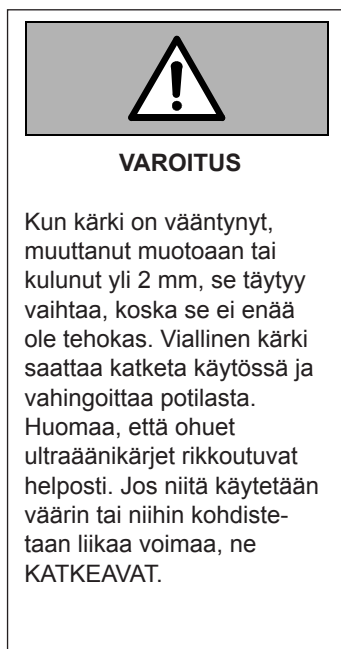 VAROITUS
Kun kärki on vääntynyt,
muuttanut muotoaan tai
kulunut yli 2 mm, se täytyy
vaihtaa, koska se ei enää
ole tehokas. Viallinen kärki
saattaa katketa käytössä ja
vahingoittaa potilasta.
Huomaa, että ohuet
ultraäänikärjet rikkoutuvat
helposti. Jos niitä käytetään
väärin tai niihin kohdiste-
taan liikaa voimaa, ne
KATKEAVAT.